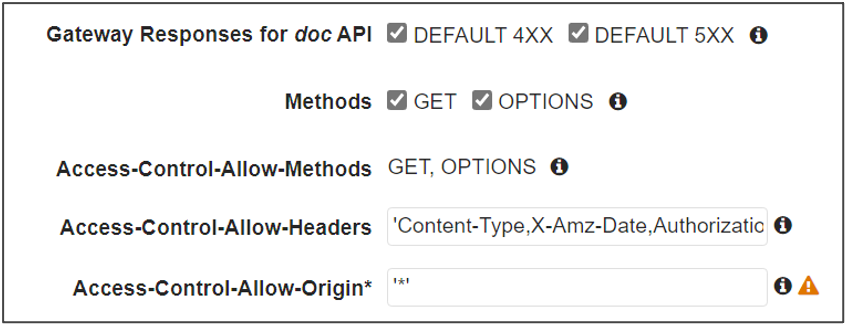 Gateway Responses for doc API DEFAULT 4XX DEFAULT 5XX
Methods GET OPTIONS
Access-Control-Allow-Methods GET, OPTIONS
Access-Control-Allow-Headers 'Content-Type,X-Amz-Date,Authorizatio
Access-Control-Allow-Origin* '*'